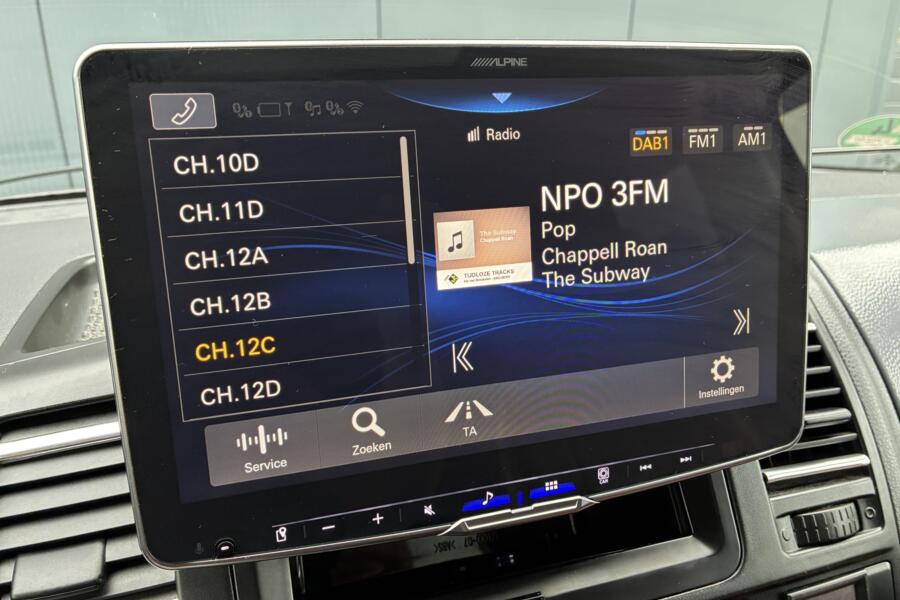 ALPINE
Radio
DAB1
FM1
AM1
CH.10D
CH.11D
CH.12A
CH.12B
CH.12C
CH.12D
NPO 3FM
Pop
Chappell Roan
The Subway
The Subway
Chappell Roan
TIJDLOZE TRACKS
Service
Zoeken
TA
Instellingen
CAM